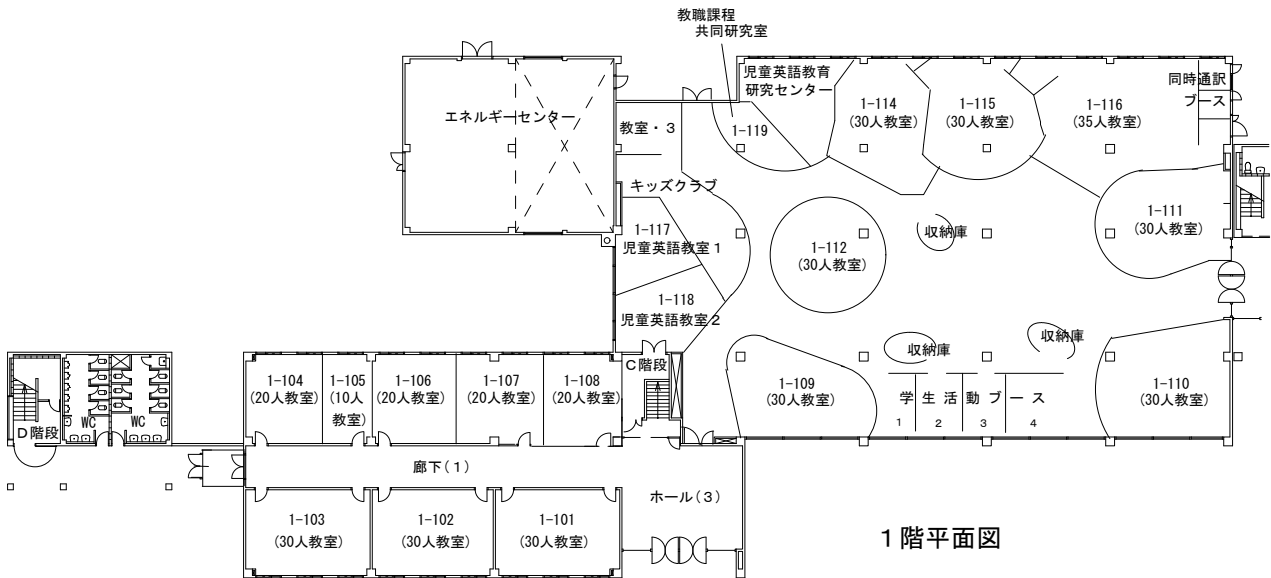 教職課程
共同研究室
児童英語教育
研究センター
同時通訳
ブース
エネルギーセンター
教室・3
1-119
1-114
(30人教室)
1-115
(30人教室)
1-116
(35人教室)
キッズクラブ
1-117
児童英語教室1
1-112
(30人教室)
収納庫
1-111
(30人教室)
1-118
児童英語教室2
収納庫
収納庫
C階段
1-104
(20人教室)
1-105
(10人
教室)
1-106
(20人教室)
1-107
(20人教室)
1-108
(20人教室)
1-109
(30人教室)
学生活動ブース
1 2 3 4
1-110
(30人教室)
D階段
WC
WC
廊下(1)
ホール(3)
1-103
(30人教室)
1-102
(30人教室)
1-101
(30人教室)
1階平面図